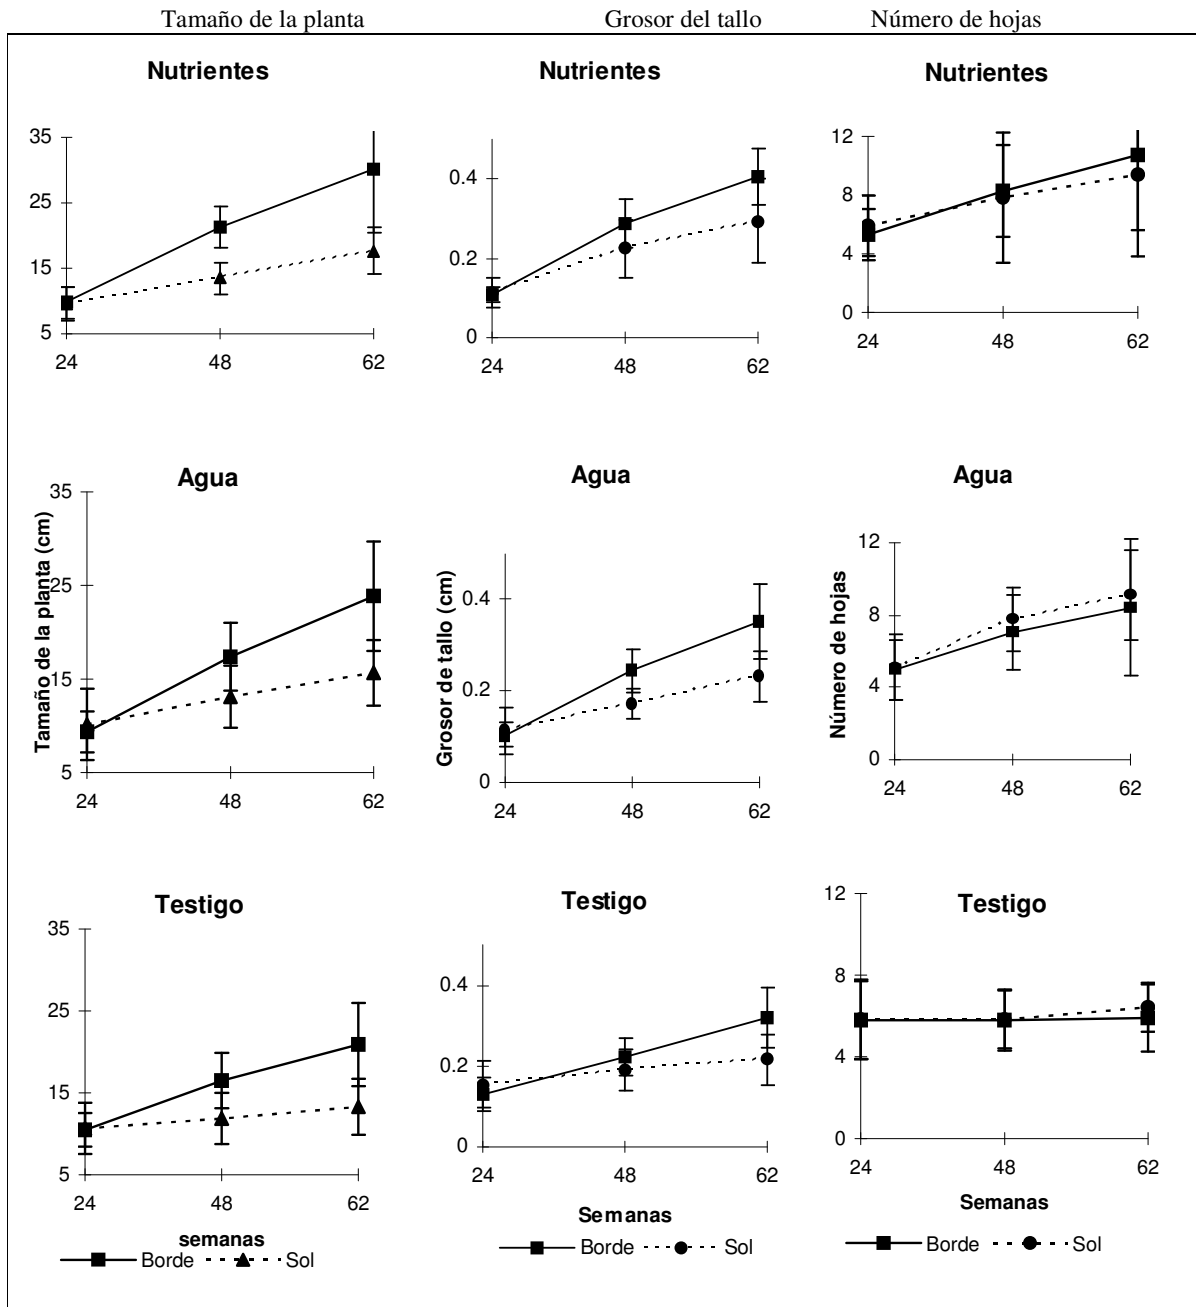 Tamaño de la planta Grosor del tallo Número de hojas
Nutrientes Nutrientes Nutrientes
35
25
15
5
24 48 62
0.4
0.2
0
24 48 62
12
8
4
0
24 48 62
Agua Agua Agua
Tamaño de la planta (cm)
35
25
15
5
24 48 62
Grosor de tallo (cm)
0.4
0.2
0
24 48 62
Número de hojas
12
8
4
0
24 48 62
Testigo Testigo Testigo
35
25
15
5
24 48 62
semanas
Borde Sol
0.4
0.2
0
24 48 62
Semanas
Borde Sol
12
8
4
0
24 48 62
Semanas
Borde Sol